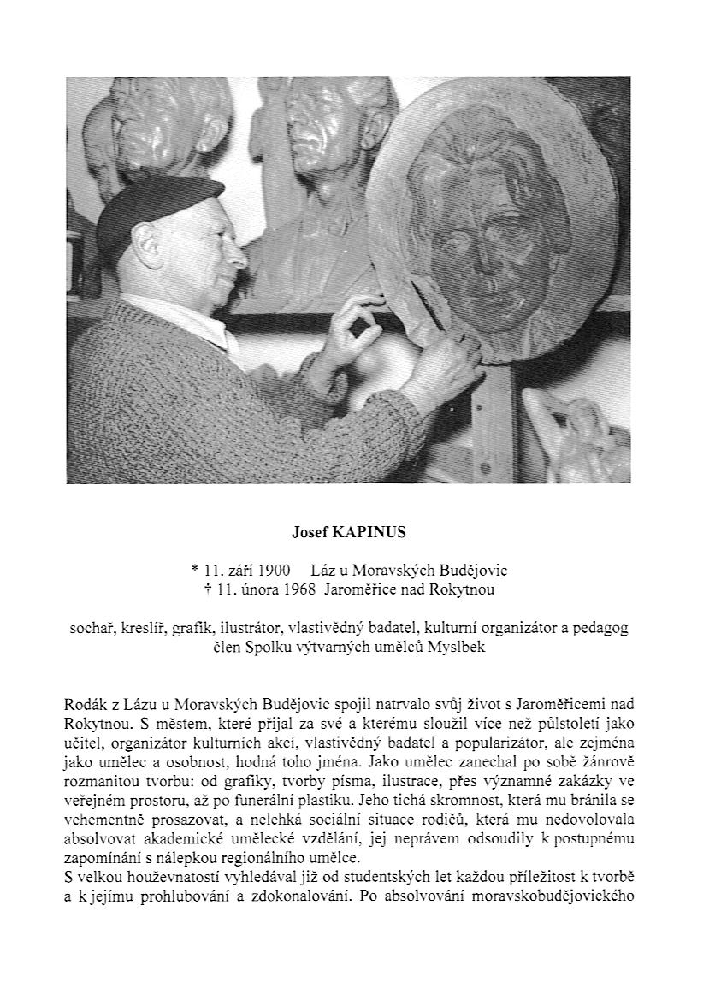 Josef KAPINUS
* 11. září 1900 Láz u Moravských Budějovic
† 11. února 1968 Jaroměřice nad Rokytnou
sochař, kreslíř, grafik, ilustrátor, vlastivědný badatel, kulturní organizátor a pedagog
člen Spolku výtvarných umělců Myslbek
Rodák z Lázu u Moravských Budějovic spojil natrvalo svůj život s Jaroměřicemi nad
Rokytnou. S městem, které přijal za své a kterému sloužil více než půlstoletí jako
učitel, organizátor kulturních akcí, vlastivědný badatel a popularizátor, ale zejména
jako umělec a osobnost, hodná toho jména. Jako umělec zanechal po sobě žánrově
rozmanitou tvorbu: od grafiky, tvorby písma, ilustrace, přes významné zakázky ve
veřejném prostoru, až po funerální plastiku. Jeho tichá skromnost, která mu bránila se
vehementně prosazovat, a nelehká sociální situace rodičů, která mu nedovolovala
absolvovat akademické umělecké vzdělání, jej neprávem odsoudily k postupnému
zapomínání s nálepkou regionálního umělce.
S velkou houževnatostí vyhledával již od studentských let každou příležitost k tvorbě
a k jejímu prohlubování a zdokonalování. Po absolvování moravskobudějovického